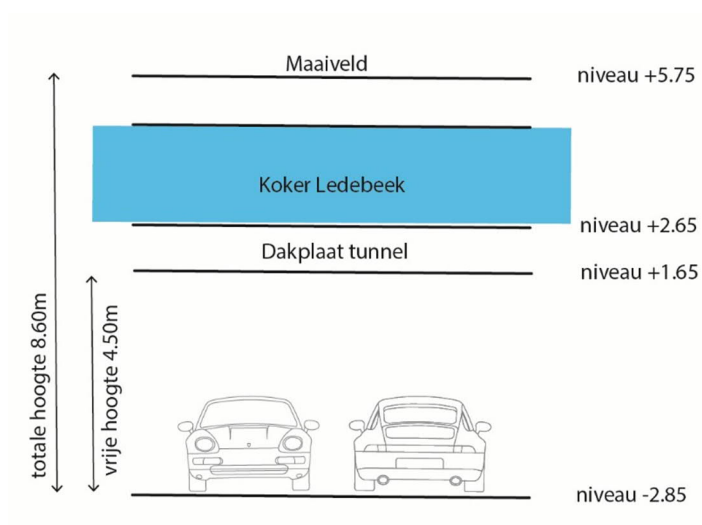 Maaiveld
niveau +5.75
Koker Ledebeek
niveau +2.65
Dakplaat tunnel
niveau +1.65
totale hoogte 8.60m
vrije hoogte 4.50m
niveau -2.85